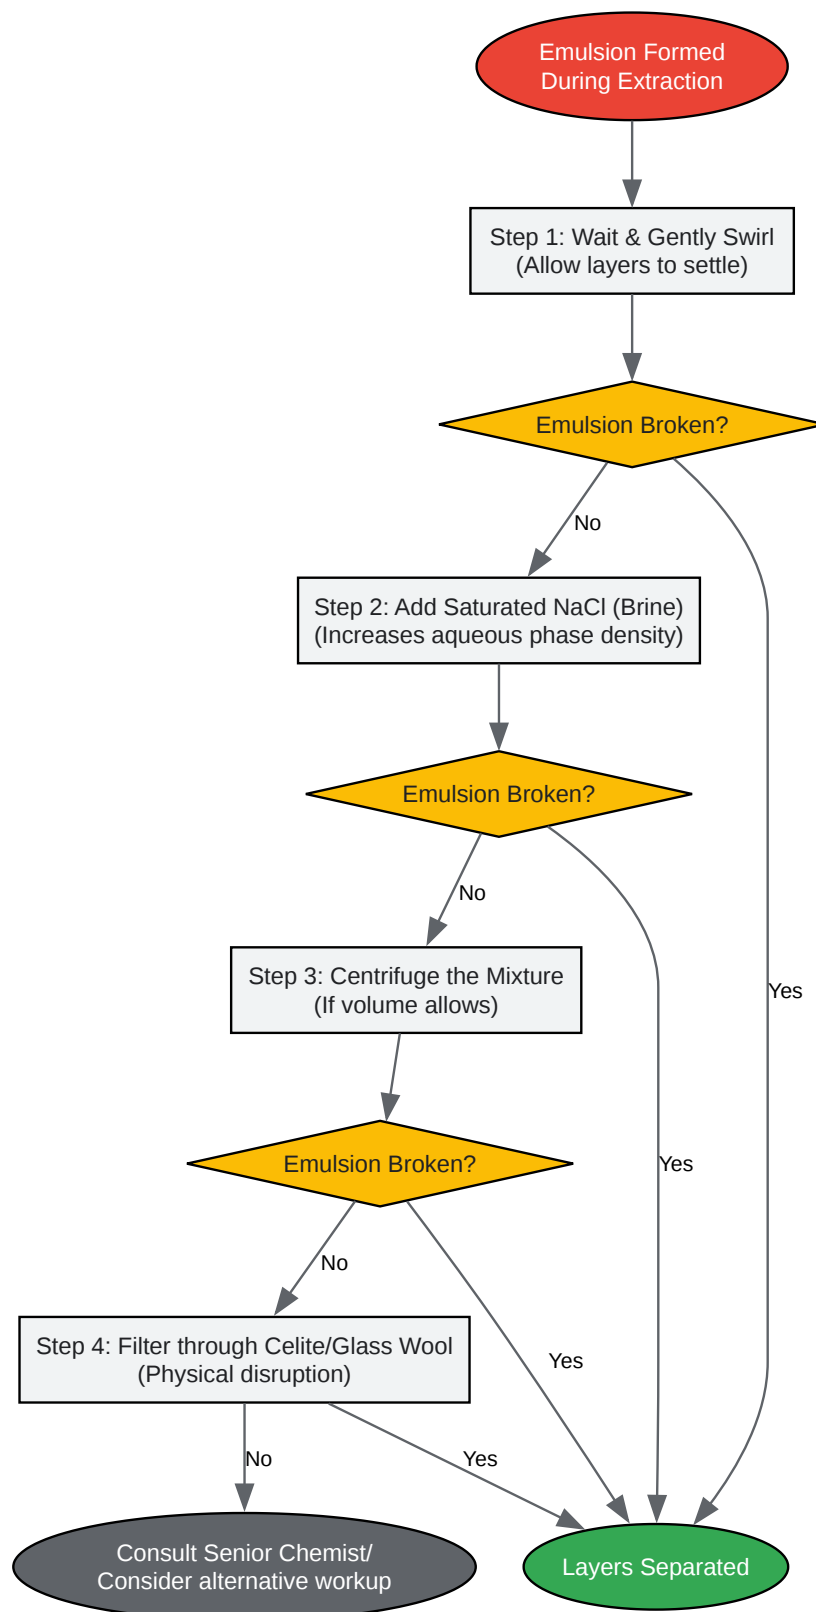 Emulsion Formed
During Extraction
Step 1: Wait & Gently Swirl
(Allow layers to settle)
Emulsion Broken?
No
Step 2: Add Saturated NaCl (Brine)
(Increases aqueous phase density)
Emulsion Broken?
No
Step 3: Centrifuge the Mixture
(If volume allows)
Yes
Emulsion Broken?
Yes
No
Step 4: Filter through Celite/Glass Wool
(Physical disruption)
Yes
No
Yes
Consult Senior Chemist/
Consider alternative workup
Layers Separated